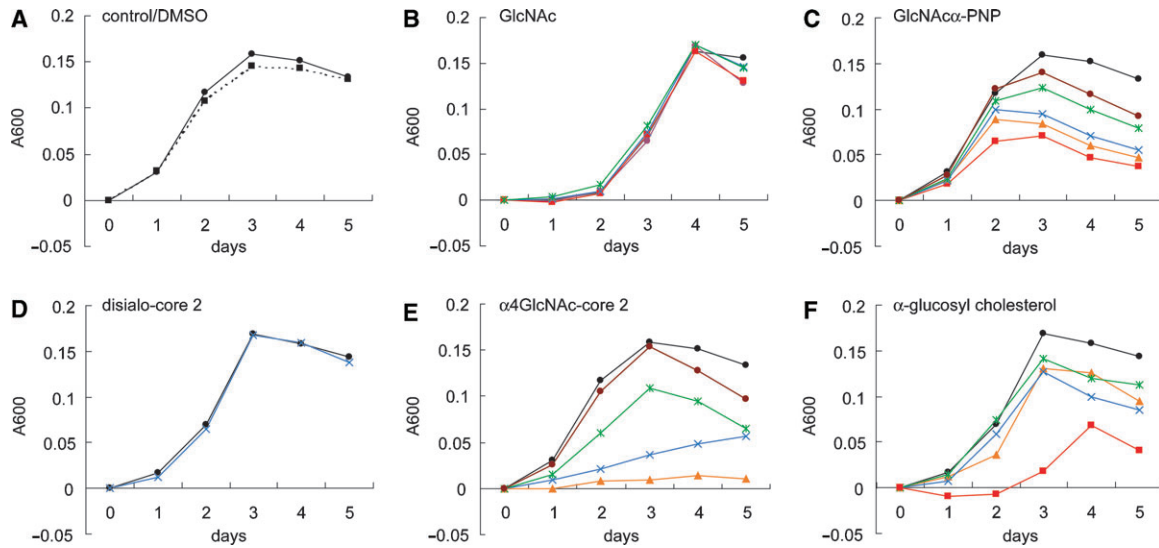 A control/DMSO
0.2
0.15
0.1
0.05
0
−0.05
A600
0 1 2 3 4 5
days
B GlcNAc
0.2
0.15
0.1
0.05
0
−0.05
A600
0 1 2 3 4 5
days
C GlcNAcα-PNP
0.2
0.15
0.1
0.05
0
−0.05
A600
0 1 2 3 4 5
days
D disialo-core 2
0.2
0.15
0.1
0.05
0
−0.05
A600
0 1 2 3 4 5
days
E α4GlcNAc-core 2
0.2
0.15
0.1
0.05
0
−0.05
A600
0 1 2 3 4 5
days
F α-glucosyl cholesterol
0.2
0.15
0.1
0.05
0
−0.05
A600
0 1 2 3 4 5
days